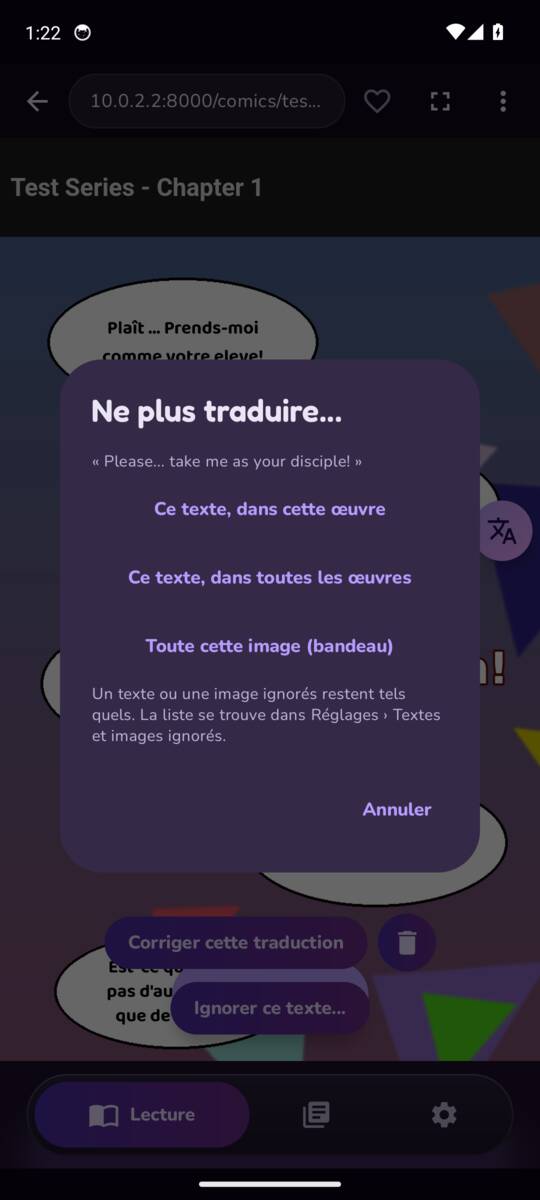 1:22
10.0.2.2:8000/comics/tes...
Test Series - Chapter 1
Plaît ... Prends-moi
comme votre eleve!
Ne plus traduire...
« Please... take me as your disciple! »
Ce texte, dans cette œuvre
Ce texte, dans toutes les œuvres
Toute cette image (bandeau)
Un texte ou une image ignorés restent tels
quels. La liste se trouve dans Réglages › Textes
et images ignorés.
Annuler
Corriger cette traduction
Est-ce qu
pas d'au
que de
Ignorer ce texte...
Lecture